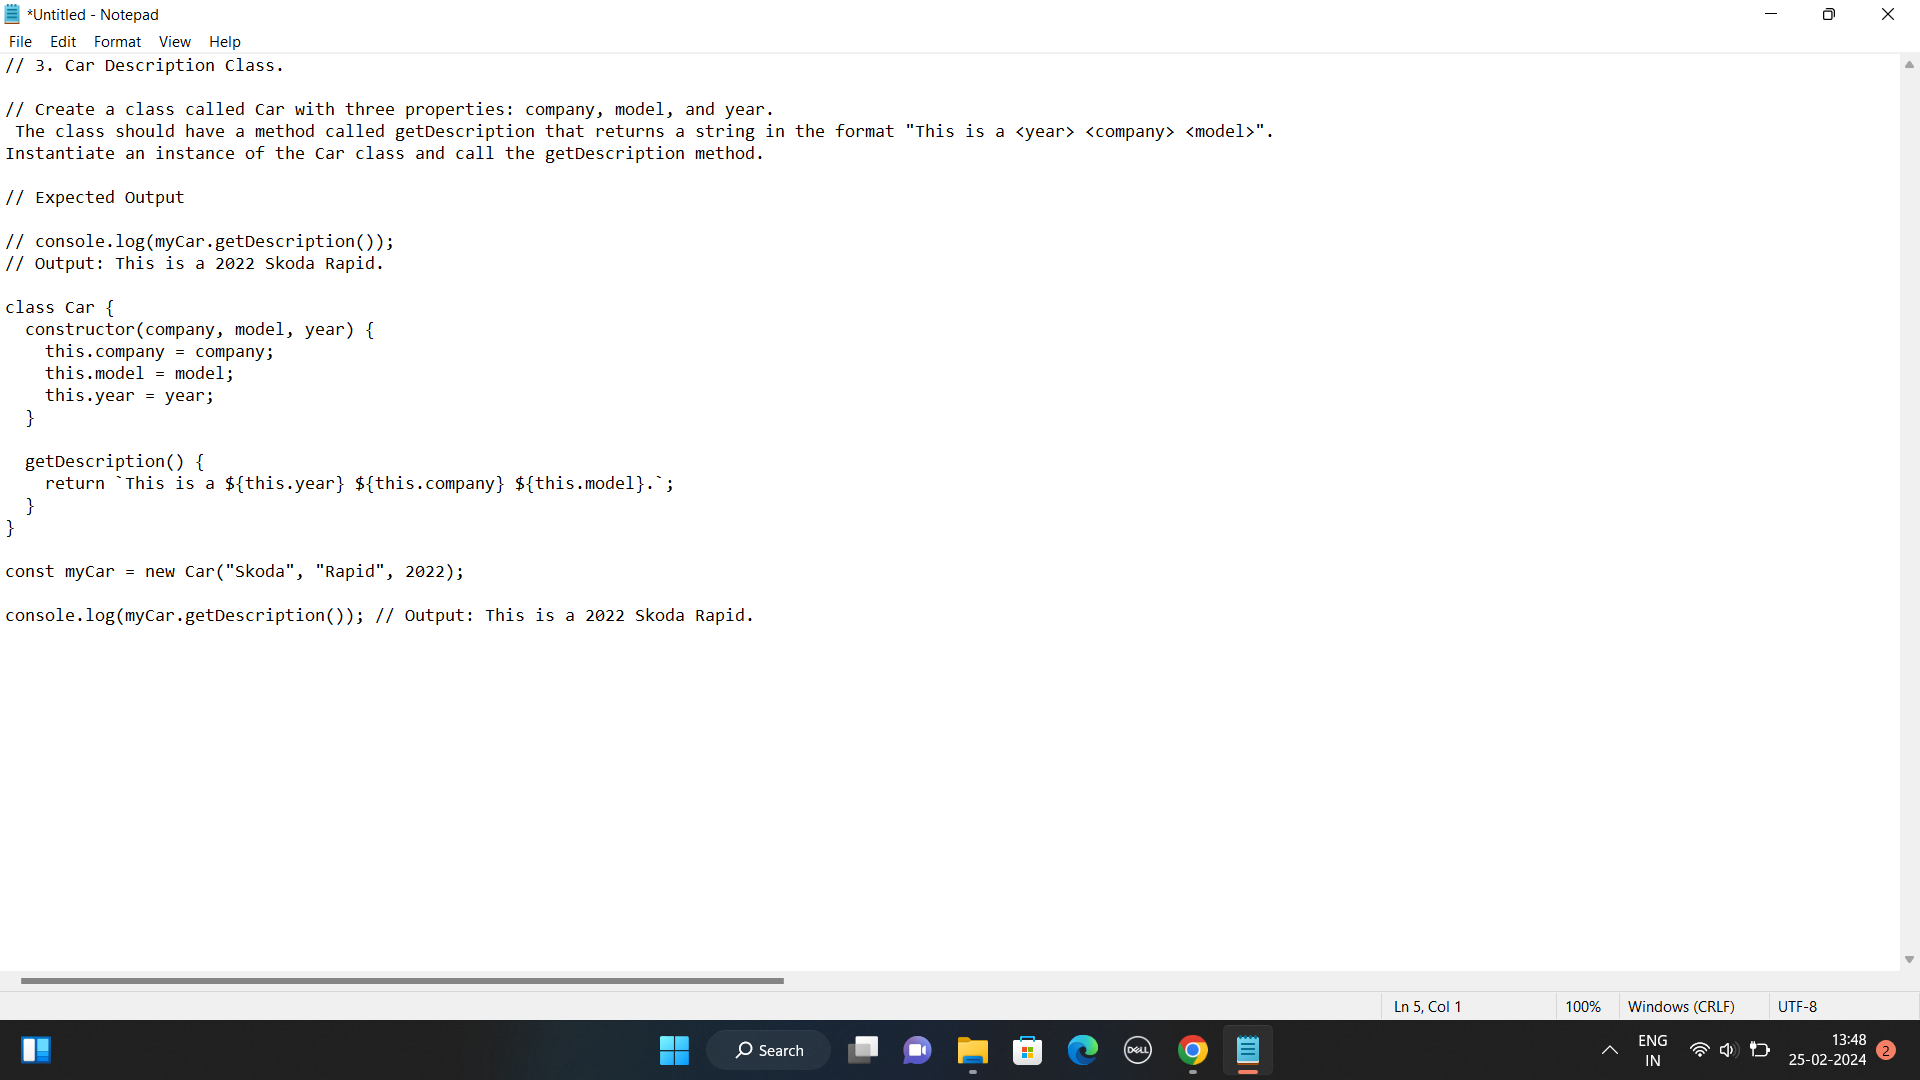 *Untitled - Notepad
File Edit Format View Help
// 3. Car Description Class.

// Create a class called Car with three properties: company, model, and year.
 The class should have a method called getDescription that returns a string in the format "This is a <year> <company> <model>".
Instantiate an instance of the Car class and call the getDescription method.

// Expected Output

// console.log(myCar.getDescription());
// Output: This is a 2022 Skoda Rapid.

class Car {
  constructor(company, model, year) {
    this.company = company;
    this.model = model;
    this.year = year;
  }

  getDescription() {
    return `This is a ${this.year} ${this.company} ${this.model}.`;
  }
}

const myCar = new Car("Skoda", "Rapid", 2022);

console.log(myCar.getDescription()); // Output: This is a 2022 Skoda Rapid.
Ln 5, Col 1 100% Windows (CRLF) UTF-8
Search
DELL
ENG
IN
13:48
25-02-2024
2